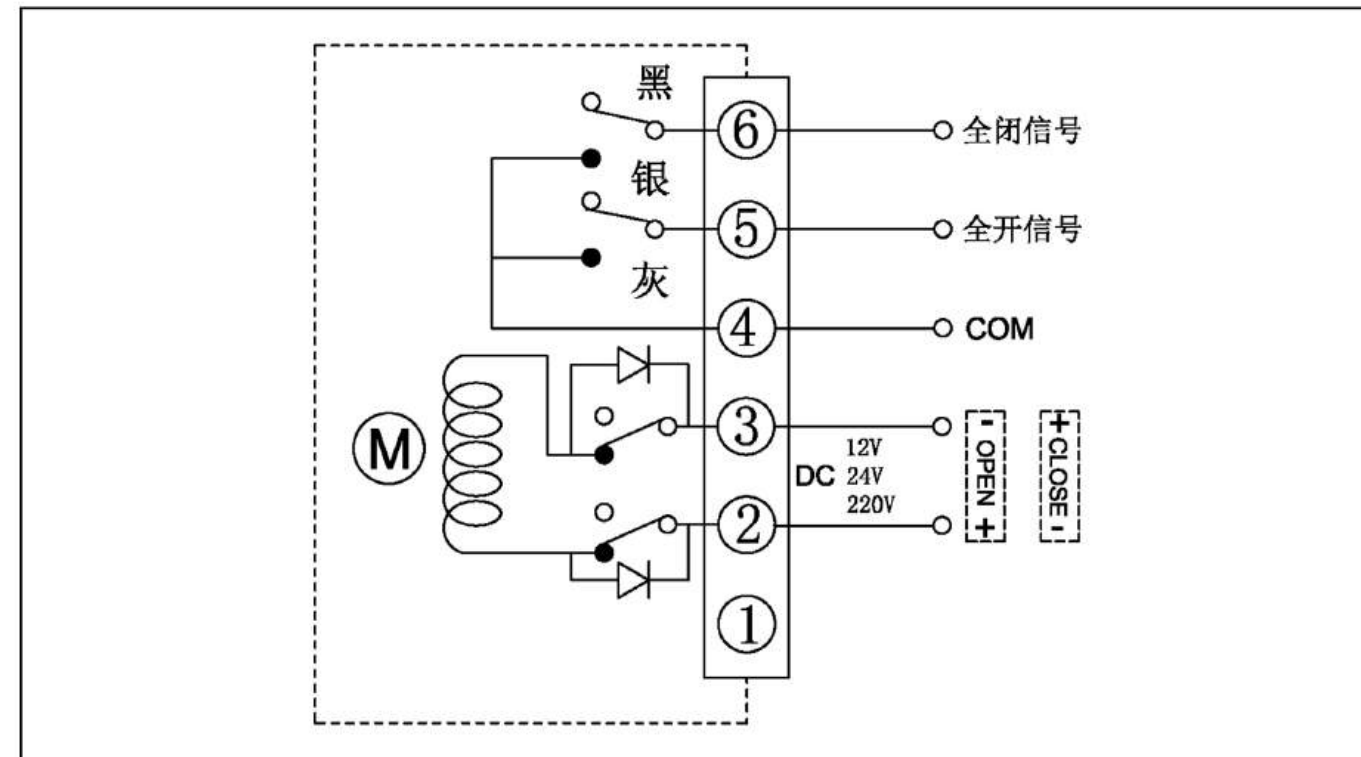 黑
⑥
全闭信号
银
⑤
全开信号
灰
④
COM
M
③
DC
12V
24V
220V
- OPEN +
+ CLOSE -
②
①